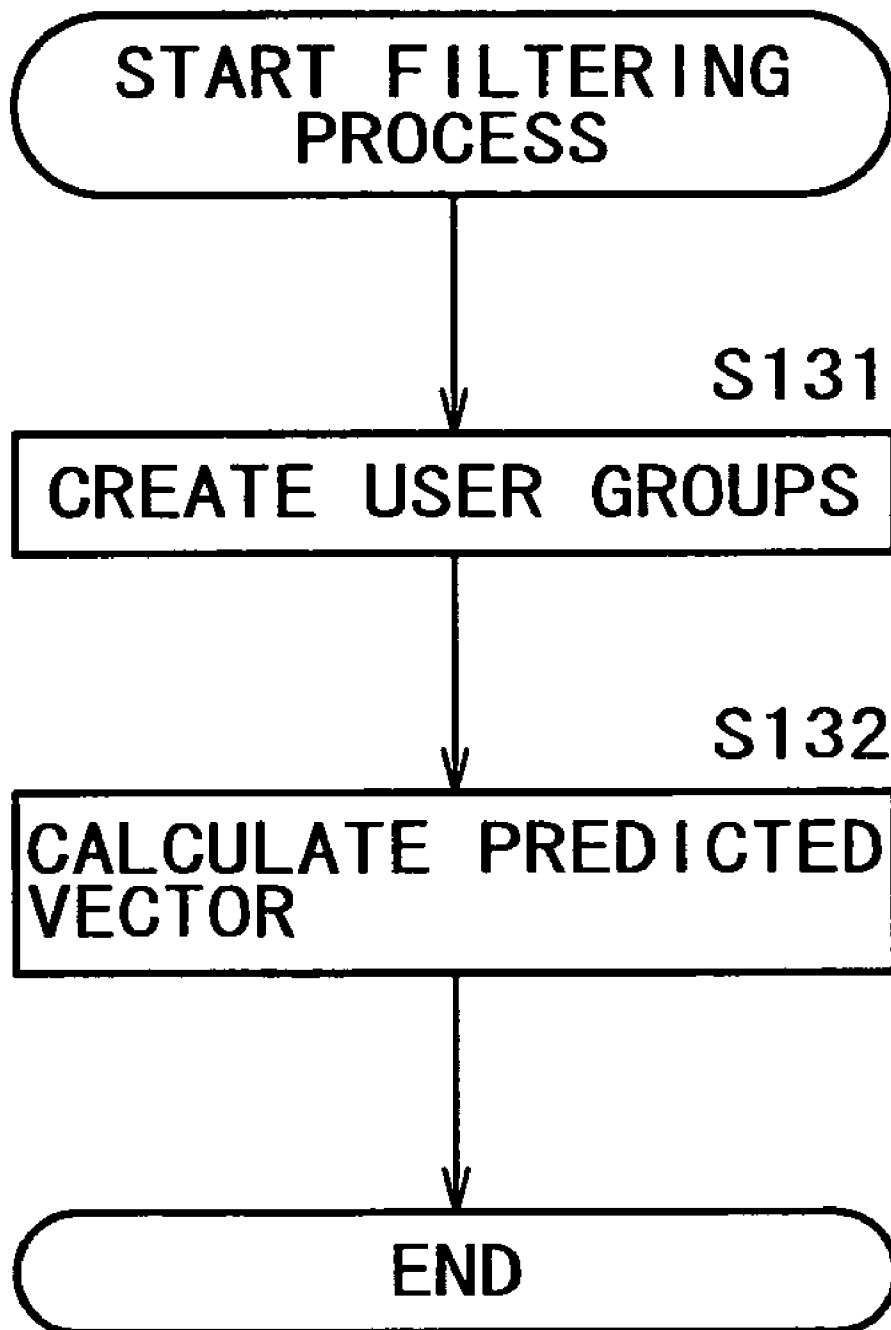 START FILTERING
PROCESS
S131
CREATE USER GROUPS
S132
CALCULATE PREDICTED
VECTOR
END